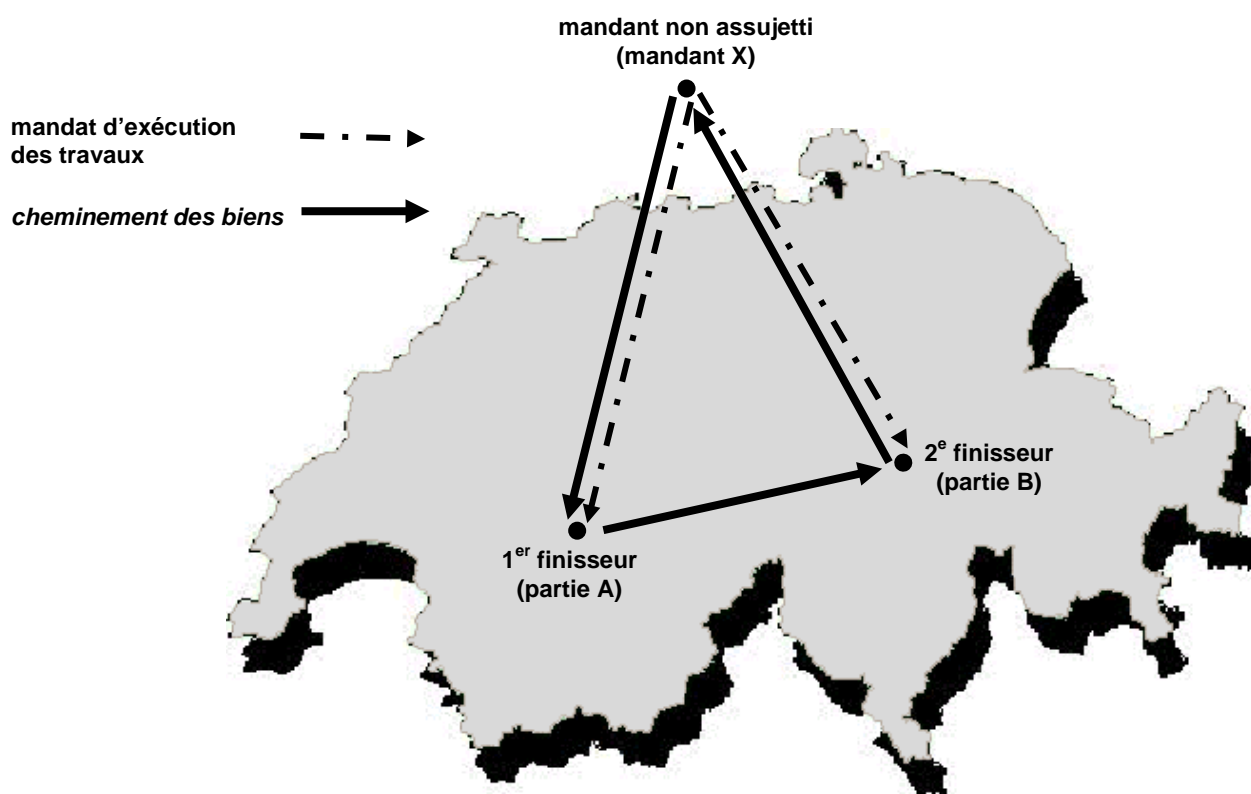 mandant non assujetti
(mandant X)
mandat d'exécution
des travaux
cheminement des biens
2e finisseur
(partie B)
1er finisseur
(partie A)